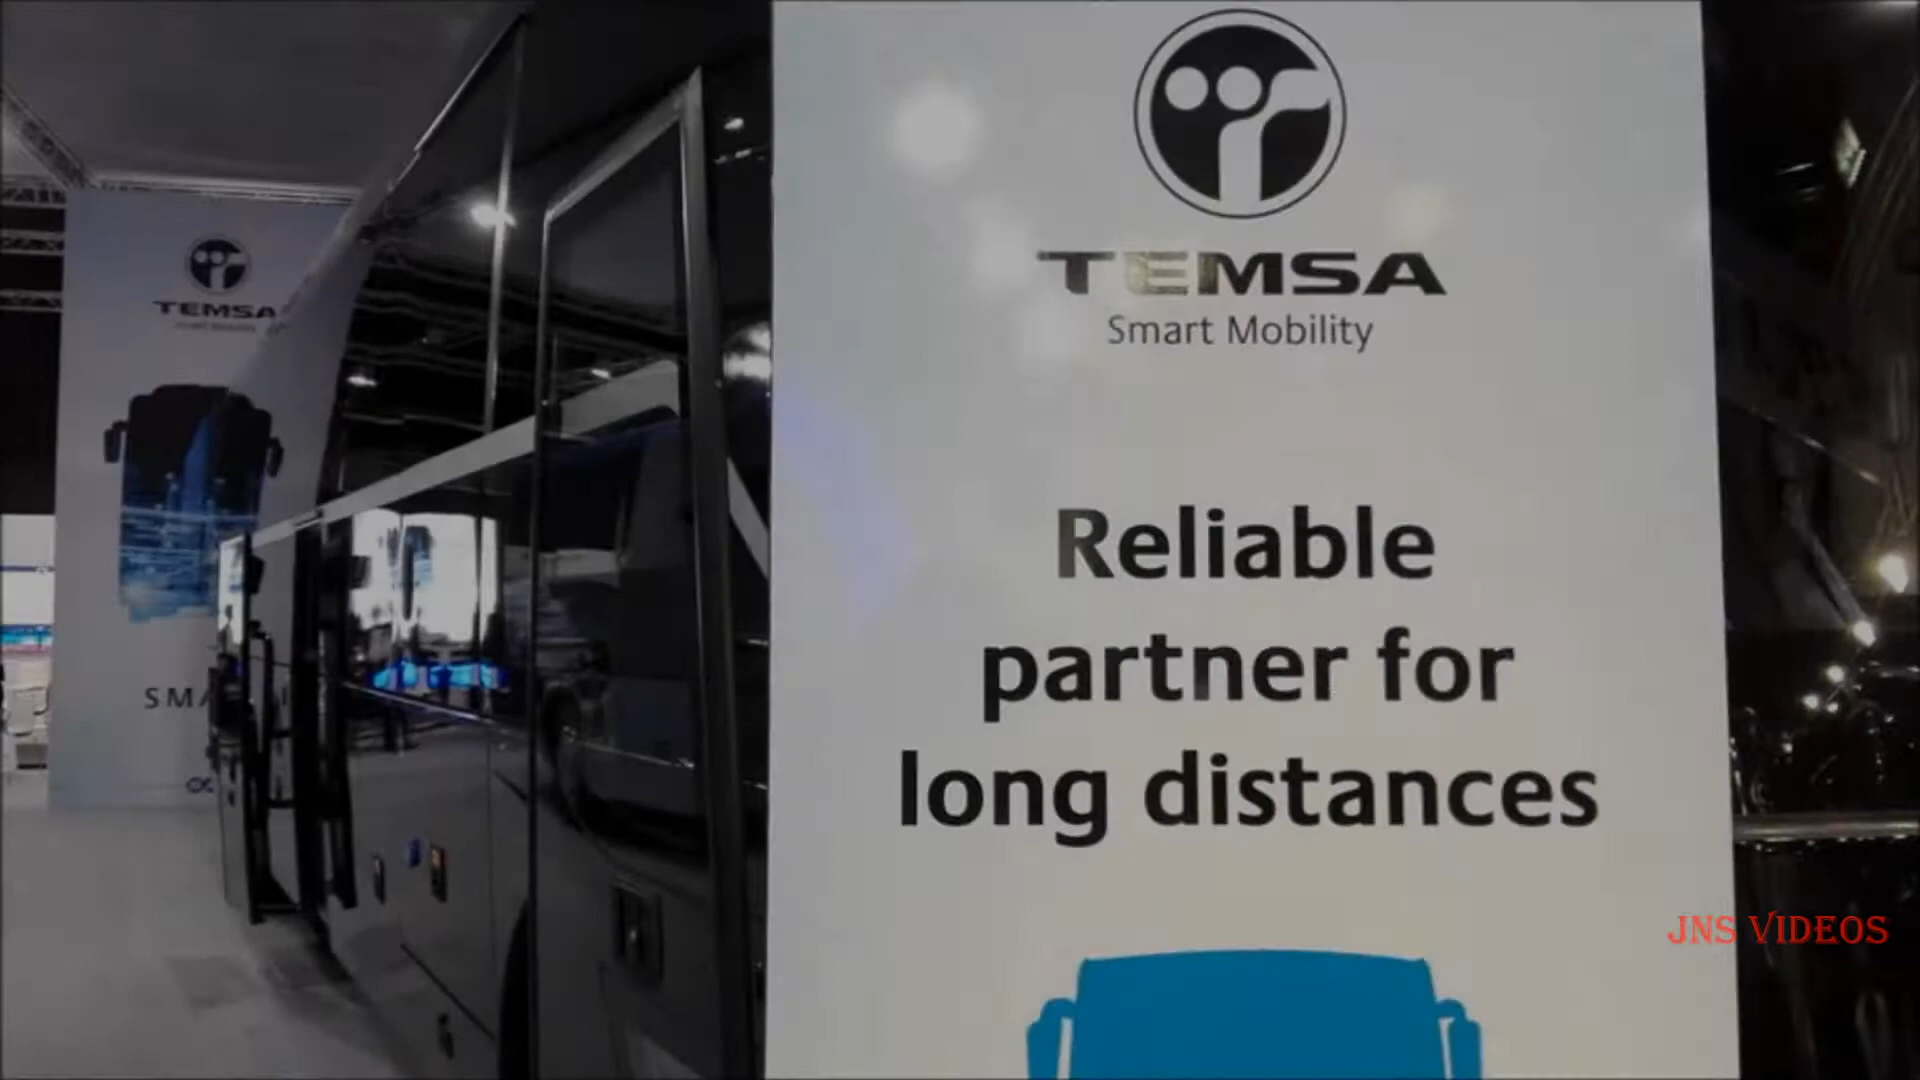 TEMSA
Smart Mobility
Reliable
partner for
long distances
TEMSA
JNS VIDEOS